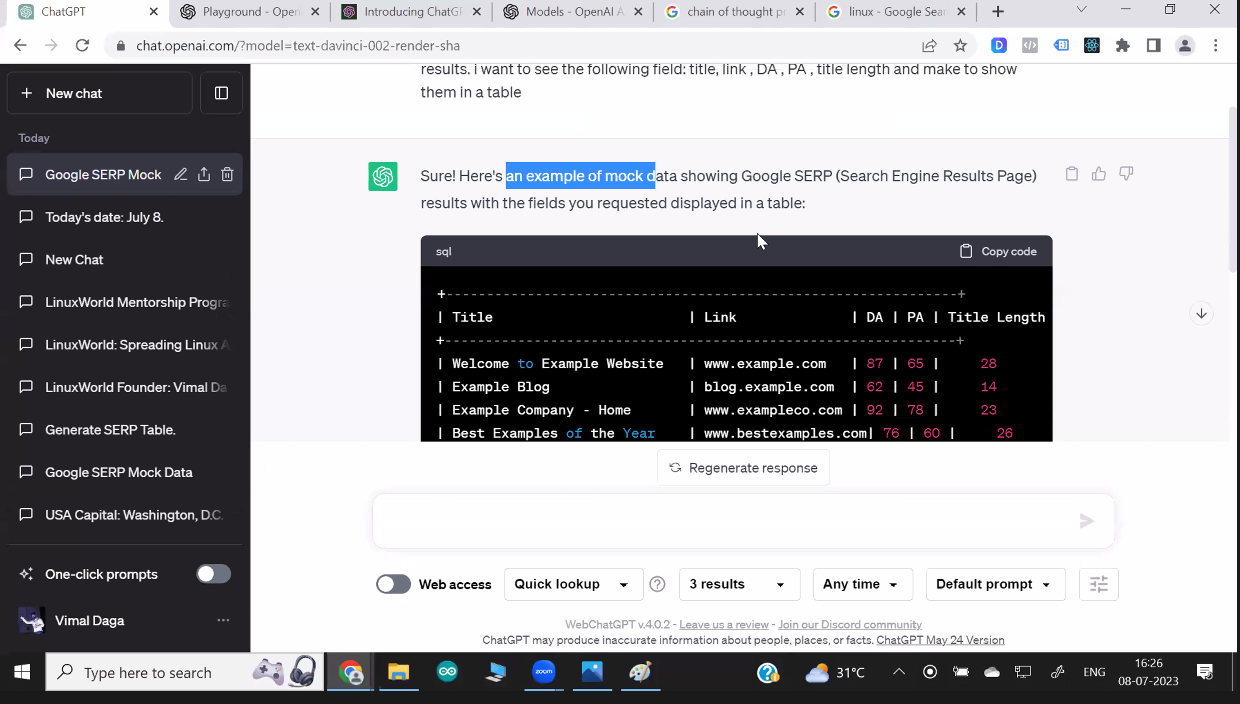 ChatGPT
Playground - Open
Introducing ChatG
Models - OpenAI A
chain of thought p
linux - Google Sea
chat.openai.com/?model=text-davinci-002-render-sha
New chat
Today
Google SERP Mock
Today's date: July 8.
New Chat
LinuxWorld Mentorship Progra
LinuxWorld: Spreading Linux A
LinuxWorld Founder: Vimal Da
Generate SERP Table.
Google SERP Mock Data
USA Capital: Washington, D.C.
One-click prompts
Vimal Daga
results. i want to see the following field: title, link , DA , PA , title length and make to show
them in a table
Sure! Here's an example of mock data showing Google SERP (Search Engine Results Page)
results with the fields you requested displayed in a table:
sql Copy code
+----------------------------------------------------------------+
| Title | Link | DA | PA | Title Length
+----------------------------------------------------------------+
| Welcome to Example Website | www.example.com | 87 | 65 | 28
| Example Blog | blog.example.com | 62 | 45 | 14
| Example Company - Home | www.exampleco.com | 92 | 78 | 23
| Best Examples of the Year | www.bestexamples.com| 76 | 60 | 26
Regenerate response
Web access Quick lookup 3 results Any time Default prompt
WebChatGPT v.4.0.2 - Leave us a review - Join our Discord community
ChatGPT may produce inaccurate information about people, places, or facts. ChatGPT May 24 Version
Type here to search
zoom
31°C
ENG
16:26
08-07-2023